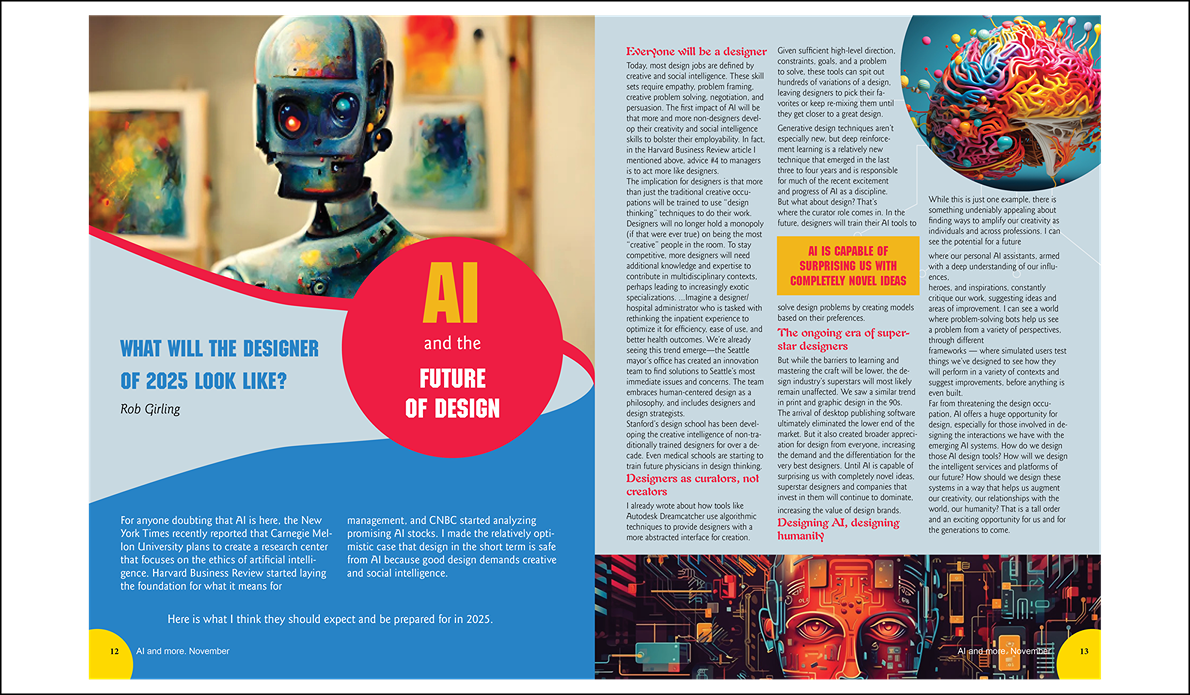 AI
and the
FUTURE
OF DESIGN
WHAT WILL THE DESIGNER
OF 2025 LOOK LIKE?
Rob Girling
For anyone doubting that AI is here, the New
York Times recently reported that Carnegie Mel-
lon University plans to create a research center
that focuses on the ethics of artificial intelli-
gence. Harvard Business Review started laying
the foundation for what it means for
management, and CNBC started analyzing
promising AI stocks. I made the relatively opti-
mistic case that design in the short term is safe
from AI because good design demands creative
and social intelligence.
Here is what I think they should expect and be prepared for in 2025.
12
AI and more. November
Everyone will be a designer
Today, most design jobs are defined by
creative and social intelligence. These skill
sets require empathy, problem framing,
creative problem solving, negotiation, and
persuasion. The first impact of AI will be
that more and more non-designers devel-
op their creativity and social intelligence
skills to bolster their employability. In fact,
in the Harvard Business Review article I
mentioned above, advice #4 to managers
is to act more like designers.
The implication for designers is that more
than just the traditional creative occu-
pations will be trained to use “design
thinking” techniques to do their work.
Designers will no longer hold a monopoly
(if that were ever true) on being the most
“creative” people in the room. To stay
competitive, more designers will need
additional knowledge and expertise to
contribute in multidisciplinary contexts,
perhaps leading to increasingly exotic
specializations. ...Imagine a designer/
hospital administrator who is tasked with
rethinking the inpatient experience to
optimize it for efficiency, ease of use, and
better health outcomes. We’re already
seeing this trend emerge—the Seattle
mayor’s office has created an innovation
team to find solutions to Seattle’s most
immediate issues and concerns. The team
embraces human-centered design as a
philosophy, and includes designers and
design strategists.
Stanford’s design school has been devel-
oping the creative intelligence of non-tra-
ditionally trained designers for over a de-
cade. Even medical schools are starting to
train future physicians in design thinking.
Designers as curators, not
creators
I already wrote about how tools like
Autodesk Dreamcatcher use algorithmic
techniques to provide designers with a
more abstracted interface for creation.
Given sufficient high-level direction,
constraints, goals, and a problem
to solve, these tools can spit out
hundreds of variations of a design,
leaving designers to pick their fa-
vorites or keep re-mixing them until
they get closer to a great design.
Generative design techniques aren’t
especially new, but deep reinforce-
ment learning is a relatively new
technique that emerged in the last
three to four years and is responsible
for much of the recent excitement
and progress of AI as a discipline.
But what about design? That’s
where the curator role comes in. In the
future, designers will train their AI tools to
AI IS CAPABLE OF
SURPRISING US WITH
COMPLETELY NOVEL IDEAS
solve design problems by creating models
based on their preferences.
The ongoing era of super-
star designers
But while the barriers to learning and
mastering the craft will be lower, the de-
sign industry’s superstars will most likely
remain unaffected. We saw a similar trend
in print and graphic design in the 90s.
The arrival of desktop publishing software
ultimately eliminated the lower end of the
market. But it also created broader appreci-
ation for design from everyone, increasing
the demand and the differentiation for the
very best designers. Until AI is capable of
surprising us with completely novel ideas,
superstar designers and companies that
invest in them will continue to dominate,
increasing the value of design brands.
Designing AI, designing
humanity
While this is just one example, there is
something undeniably appealing about
finding ways to amplify our creativity as
individuals and across professions. I can
see the potential for a future
where our personal AI assistants, armed
with a deep understanding of our influ-
ences,
heroes, and inspirations, constantly
critique our work, suggesting ideas and
areas of improvement. I can see a world
where problem-solving bots help us see
a problem from a variety of perspectives,
through different
frameworks — where simulated users test
things we’ve designed to see how they
will perform in a variety of contexts and
suggest improvements, before anything is
even built.
Far from threatening the design occu-
pation, AI offers a huge opportunity for
design, especially for those involved in de-
signing the interactions we have with the
emerging AI systems. How do we design
those AI design tools? How will we design
the intelligent services and platforms of
our future? How should we design these
systems in a way that helps us augment
our creativity, our relationships with the
world, our humanity? That is a tall order
and an exciting opportunity for us and for
the generations to come.
AI and more. November
13